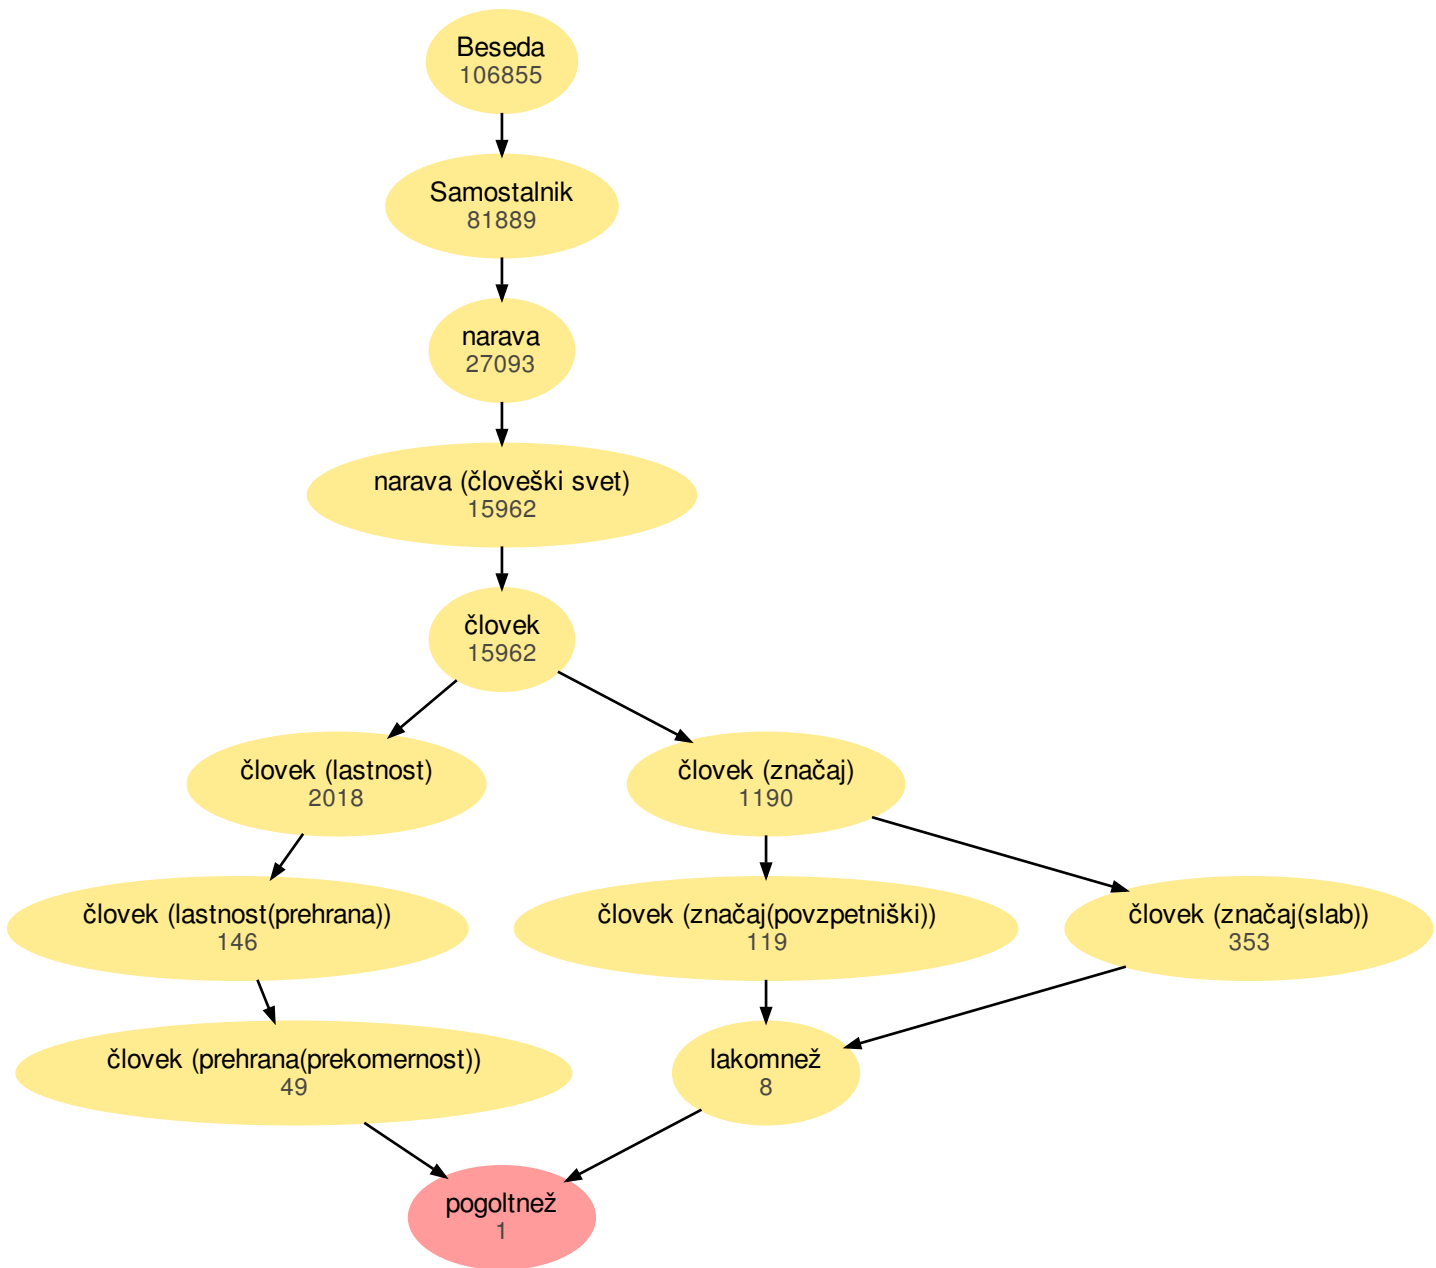 Beseda
106855
Samostalnik
81889
narava
27093
narava (človeški svet)
15962
človek
15962
človek (lastnost)
2018
človek (značaj)
1190
človek (lastnost(prehrana))
146
človek (značaj(povzpetniški))
119
človek (značaj(slab))
353
človek (prehrana(prekomernost))
49
lakomnež
8
pogoltnež
1